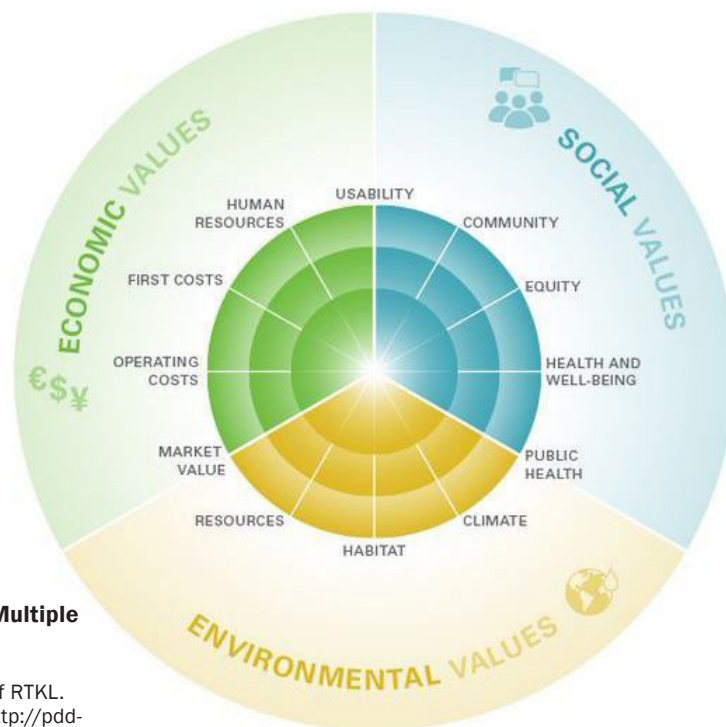 ECONOMIC VALUES
€$¥
SOCIAL VALUES
USABILITY
HUMAN
RESOURCES
COMMUNITY
FIRST COSTS
EQUITY
OPERATING
COSTS
HEALTH AND
WELL-BEING
MARKET
VALUE
PUBLIC
HEALTH
RESOURCES
CLIMATE
HABITAT
ENVIRONMENTAL VALUES
Multiple
f RTKL.
tp://pdd-